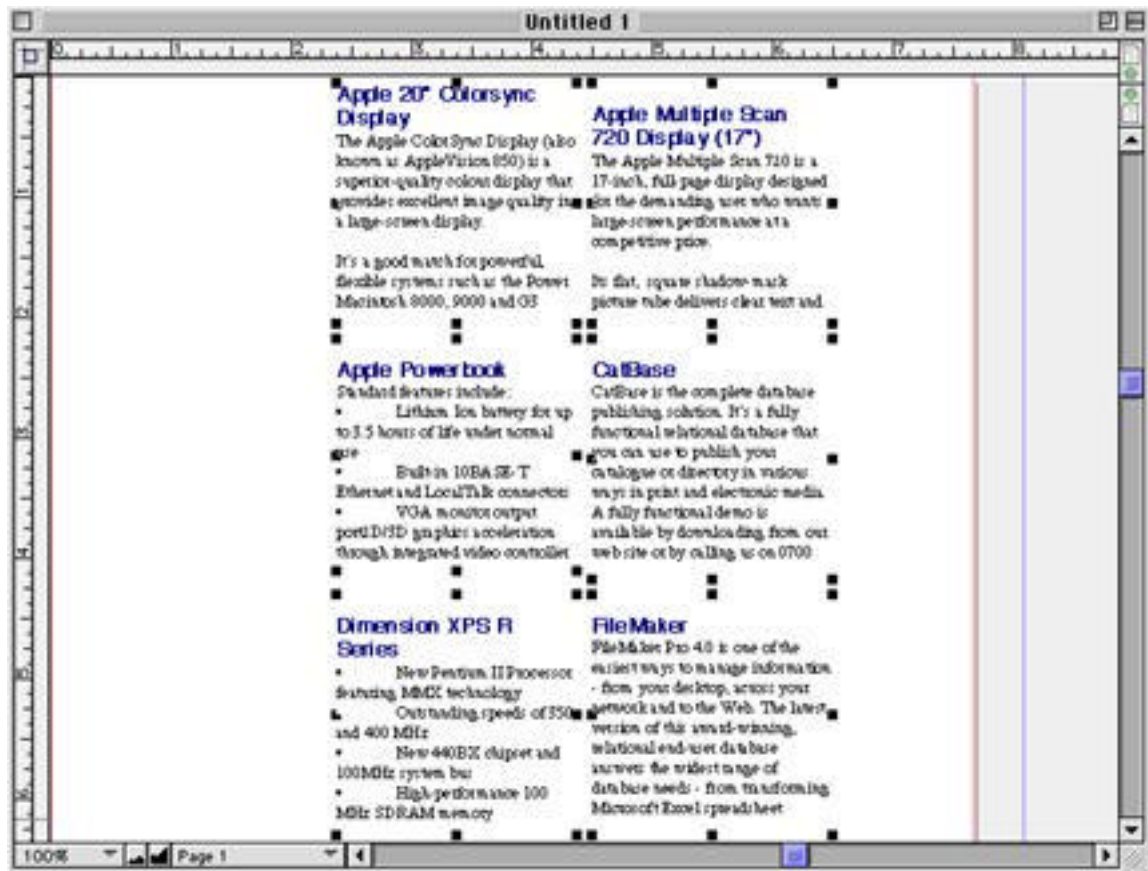 Untitled 1
0 1 2 3 4 5 6 7 8
Apple 20" Colorsync
Display
The Apple ColorSync Display (also
known as AppleVision 850) is a
superior-quality colour display that
provides excellent image quality in
a large-screen display.
It's a good match for powerful,
flexible systems such as the Power
Macintosh 8000, 9000 and G3
Apple Multiple Scan
720 Display (17")
The Apple Multiple Scan 720 is a
17-inch, full page display designed
for the demanding user who wants
large-screen performance at a
competitive price.
Its flat, square shadow-mask
picture tube delivers clear text and
Apple Powerbook
Standard features include:
• Lithium Ion battery for up
to 3.5 hours of life under normal
use
• Built-in 10BASE-T
Ethernet and LocalTalk connectors
• VGA monitor output
port2D/3D graphics acceleration
through integrated video controller
CatBase
CatBase is the complete database
publishing solution. It's a fully
functional relational database that
you can use to publish your
catalogue or directory in various
ways in print and electronic media.
A fully functional demo is
available by downloading from our
web site or by calling us on 0700
Dimension XPS R
Series
• New Pentium II Processor
featuring MMX technology
• Outstanding speeds of 350
and 400 MHz
• New 440BX chipset and
100MHz system bus
• High-performance 100
MHz SDRAM memory
FileMaker
FileMaker Pro 4.0 is one of the
easiest ways to manage information
- from your desktop, across your
network and to the Web. The latest
version of this award-winning,
relational end-user database
answers the widest range of
database needs - from transforming
Microsoft Excel spreadsheet
100% Page 1